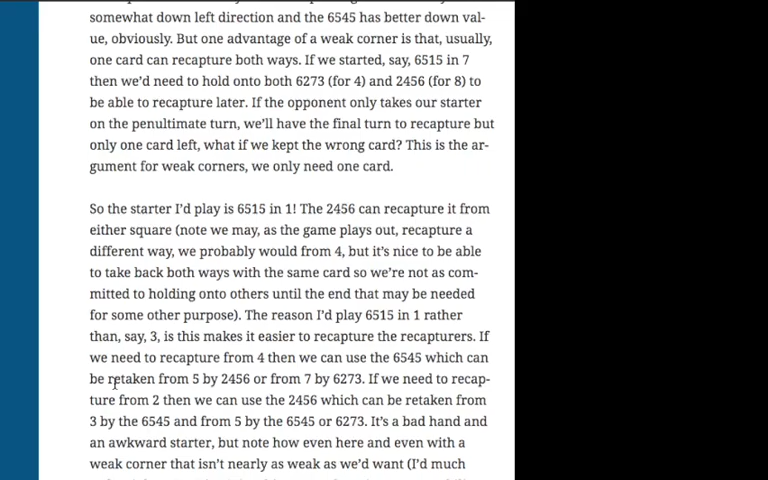 somewhat down left direction and the 6545 has better down val-
ue, obviously. But one advantage of a weak corner is that, usually,
one card can recapture both ways. If we started, say, 6515 in 7
then we'd need to hold onto both 6273 (for 4) and 2456 (for 8) to
be able to recapture later. If the opponent only takes our starter
on the penultimate turn, we'll have the final turn to recapture but
only one card left, what if we kept the wrong card? This is the ar-
gument for weak corners, we only need one card.
So the starter I'd play is 6515 in 1! The 2456 can recapture it from
either square (note we may, as the game plays out, recapture a
different way, we probably would from 4, but it's nice to be able
to take back both ways with the same card so we're not as com-
mitted to holding onto others until the end that may be needed
for some other purpose). The reason I'd play 6515 in 1 rather
than, say, 3, is this makes it easier to recapture the recapturers. If
we need to recapture from 4 then we can use the 6545 which can
be retaken from 5 by 2456 or from 7 by 6273. If we need to recap-
ture from 2 then we can use the 2456 which can be retaken from
3 by the 6545 and from 5 by the 6545 or 6273. It's a bad hand and
an awkward starter, but note how even here and even with a
weak corner that isn't nearly as weak as we'd want (I'd much